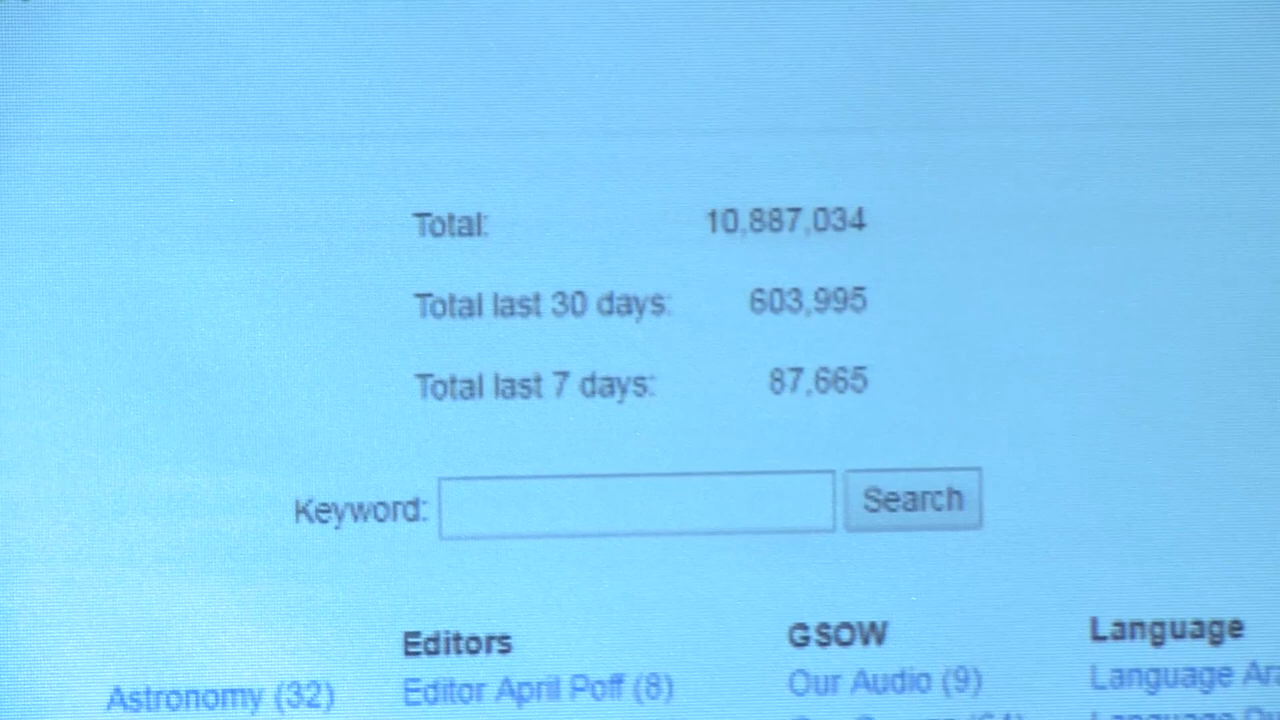 Total: 10,887,034
Total last 30 days: 603,995
Total last 7 days: 87,665
Keyword: Search
Editors GSOW Language
Astronomy (32) Editor April Poff (8) Our Audio (9) Language